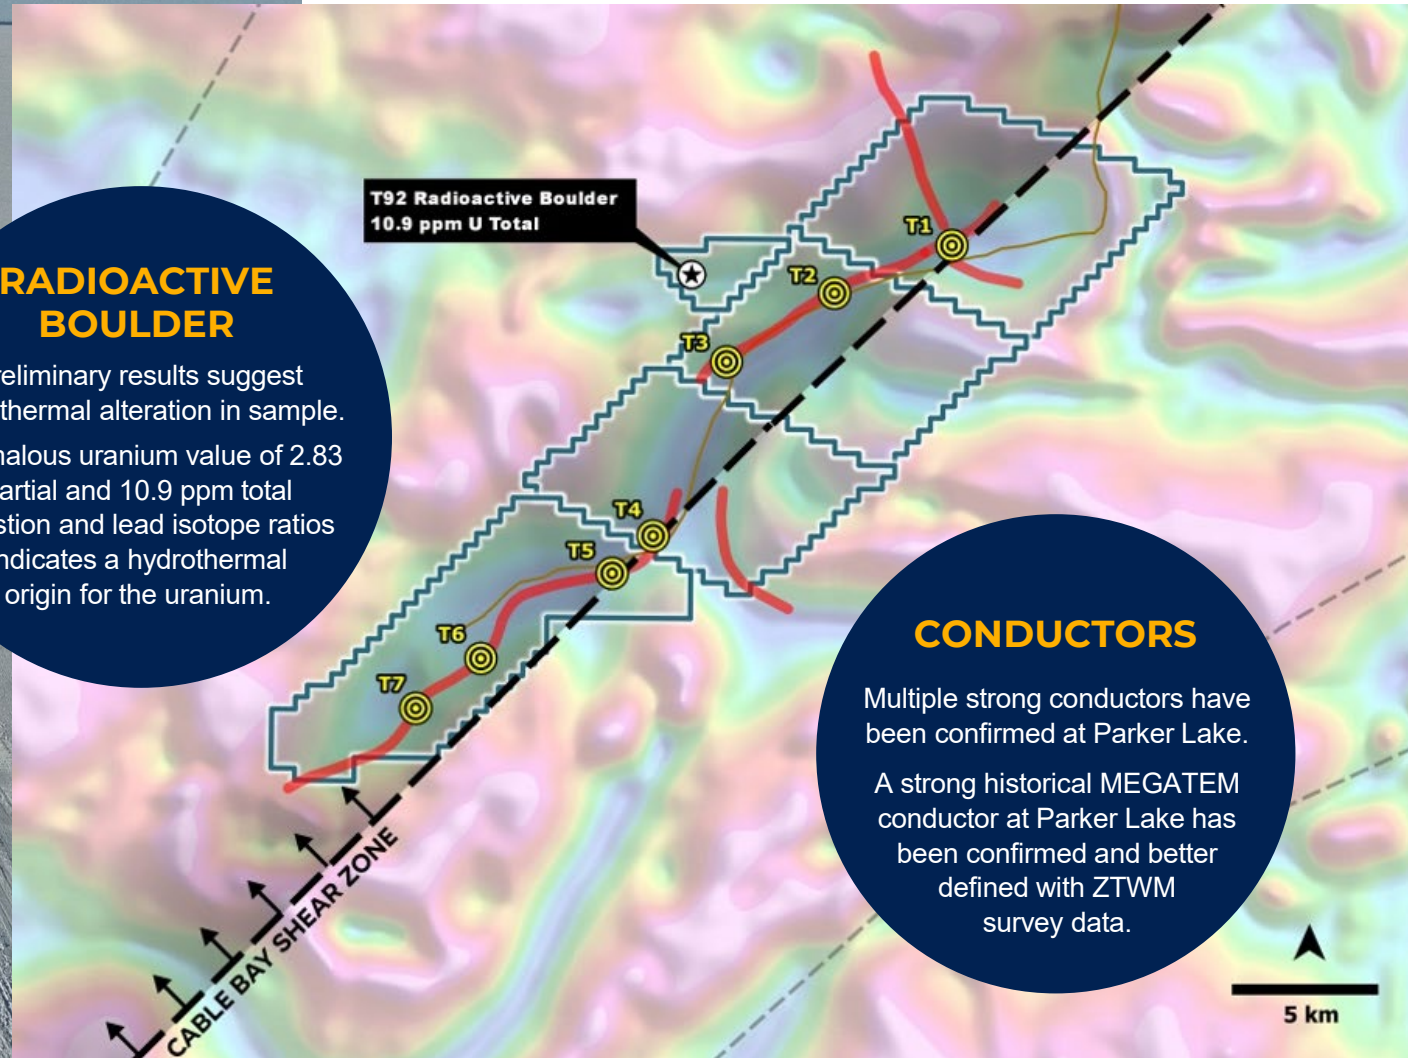 T92 Radioactive Boulder
10.9 ppm U Total
RADIOACTIVE
BOULDER
reliminary results suggest
thermal alteration in sample.
nalous uranium value of 2.83
artial and 10.9 ppm total
stion and lead isotope ratios
ndicates a hydrothermal
origin for the uranium.
T1
T2
T3
T4
T5
T6
T7
CONDUCTORS
Multiple strong conductors have
been confirmed at Parker Lake.
A strong historical MEGATEM
conductor at Parker Lake has
been confirmed and better
defined with ZTWM
survey data.
CABLE BAY SHEAR ZONE
5 km